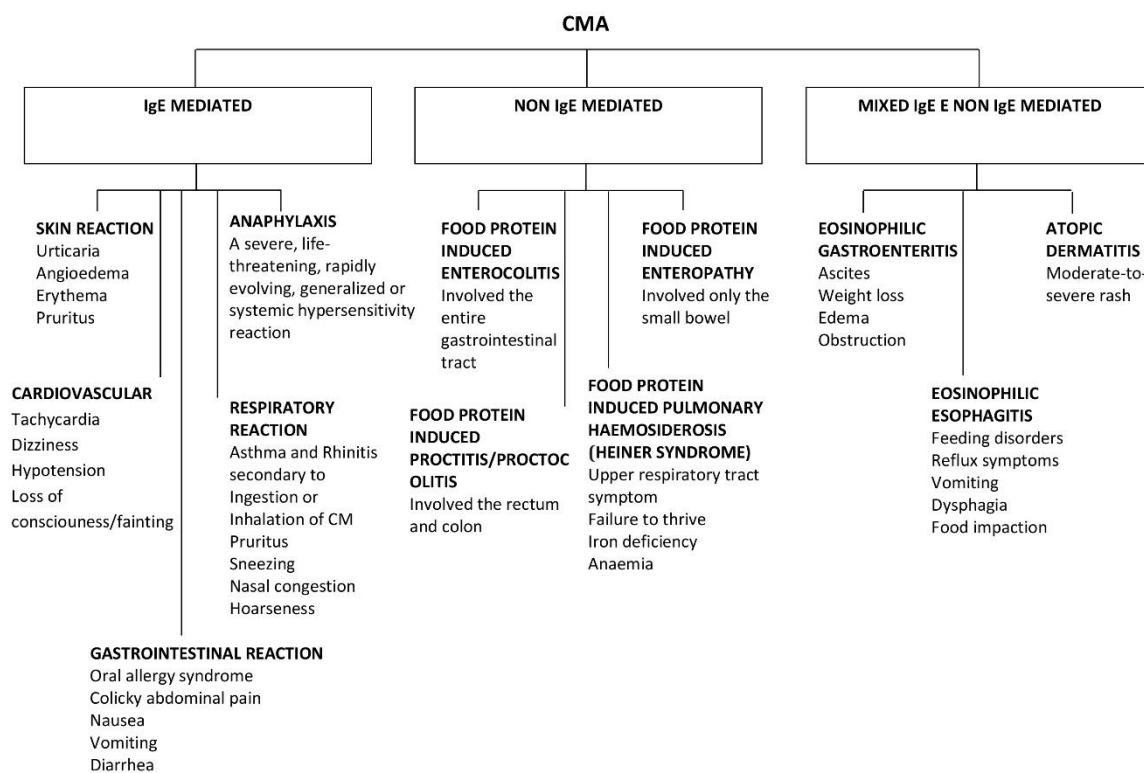 CMA
IgE MEDIATED
NON IgE MEDIATED
MIXED IgE E NON IgE MEDIATED
SKIN REACTION
Urticaria
Angioedema
Erythema
Pruritus
ANAPHYLAXIS
A severe, life-
threatening, rapidly
evolving, generalized or
systemic hypersensitivity
reaction
CARDIOVASCULAR
Tachycardia
Dizziness
Hypotension
Loss of
consciouness/fainting
RESPIRATORY
REACTION
Asthma and Rhinitis
secondary to
Ingestion or
Inhalation of CM
Pruritus
Sneezing
Nasal congestion
Hoarseness
GASTROINTESTINAL REACTION
Oral allergy syndrome
Colicky abdominal pain
Nausea
Vomiting
Diarrhea
FOOD PROTEIN
INDUCED
ENTEROCOLITIS
Involved the
entire
gastrointestinal
tract
FOOD PROTEIN
INDUCED
ENTEROPATHY
Involved only the
small bowel
FOOD PROTEIN
INDUCED
PROCTITIS/PROCTOC
OLITIS
Involved the rectum
and colon
FOOD PROTEIN
INDUCED PULMONARY
HAEMOSIDEROSIS
(HEINER SYNDROME)
Upper respiratory tract
symptom
Failure to thrive
Iron deficiency
Anaemia
EOSINOPHILIC
GASTROENTERITIS
Ascites
Weight loss
Edema
Obstruction
ATOPIC
DERMATITIS
Moderate-to-
severe rash
EOSINOPHILIC
ESOPHAGITIS
Feeding disorders
Reflux symptoms
Vomiting
Dysphagia
Food impaction